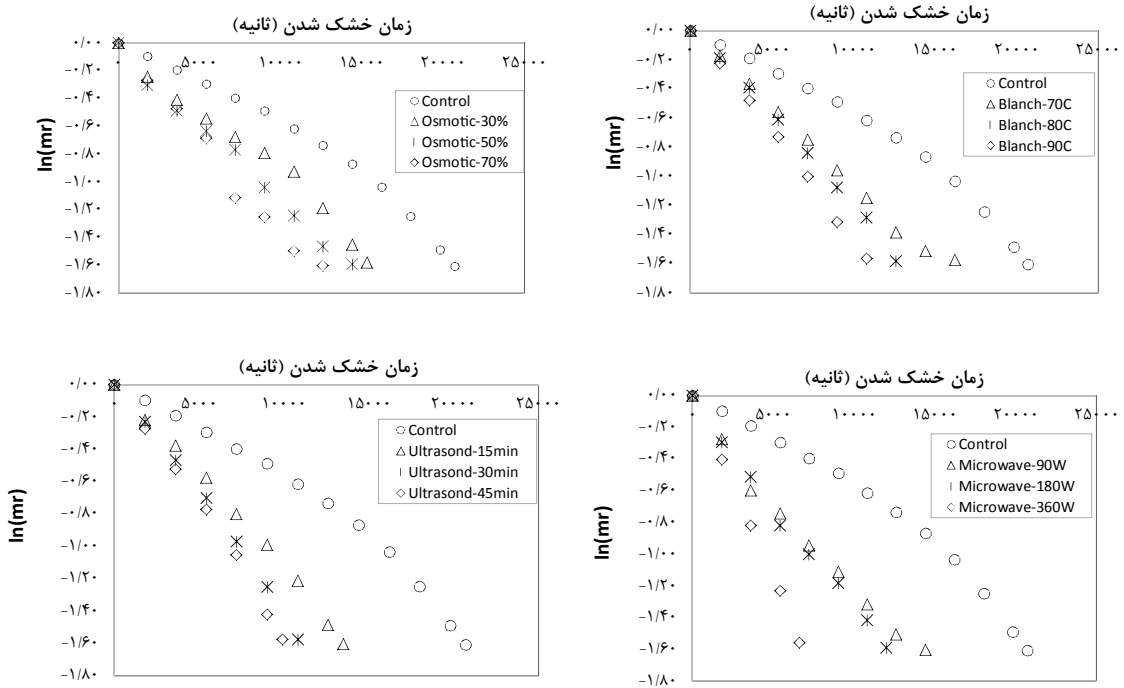 زمان خشک شدن (ثانیه)
۰/۰۰
۰ ۵۰۰۰ ۱۰۰۰۰ ۱۵۰۰۰ ۲۰۰۰۰ ۲۵۰۰۰
-۰/۲۰
-۰/۴۰
-۰/۶۰
-۰/۸۰
-۱/۰۰
-۱/۲۰
-۱/۴۰
-۱/۶۰
-۱/۸۰
ln(mr)
Control
Osmotic-30%
Osmotic-50%
Osmotic-70%
زمان خشک شدن (ثانیه)
۰/۰۰
۰ ۵۰۰۰ ۱۰۰۰۰ ۱۵۰۰۰ ۲۰۰۰۰ ۲۵۰۰۰
-۰/۲۰
-۰/۴۰
-۰/۶۰
-۰/۸۰
-۱/۰۰
-۱/۲۰
-۱/۴۰
-۱/۶۰
-۱/۸۰
ln(mr)
Control
Blanch-70C
Blanch-80C
Blanch-90C
زمان خشک شدن (ثانیه)
۰/۰۰
۰ ۵۰۰۰ ۱۰۰۰۰ ۱۵۰۰۰ ۲۰۰۰۰ ۲۵۰۰۰
-۰/۲۰
-۰/۴۰
-۰/۶۰
-۰/۸۰
-۱/۰۰
-۱/۲۰
-۱/۴۰
-۱/۶۰
-۱/۸۰
ln(mr)
Control
Ultrasond-15min
Ultrasond-30min
Ultrasond-45min
زمان خشک شدن (ثانیه)
۰/۰۰
۰ ۵۰۰۰ ۱۰۰۰۰ ۱۵۰۰۰ ۲۰۰۰۰ ۲۵۰۰۰
-۰/۲۰
-۰/۴۰
-۰/۶۰
-۰/۸۰
-۱/۰۰
-۱/۲۰
-۱/۴۰
-۱/۶۰
-۱/۸۰
ln(mr)
Control
Microwave-90W
Microwave-180W
Microwave-360W